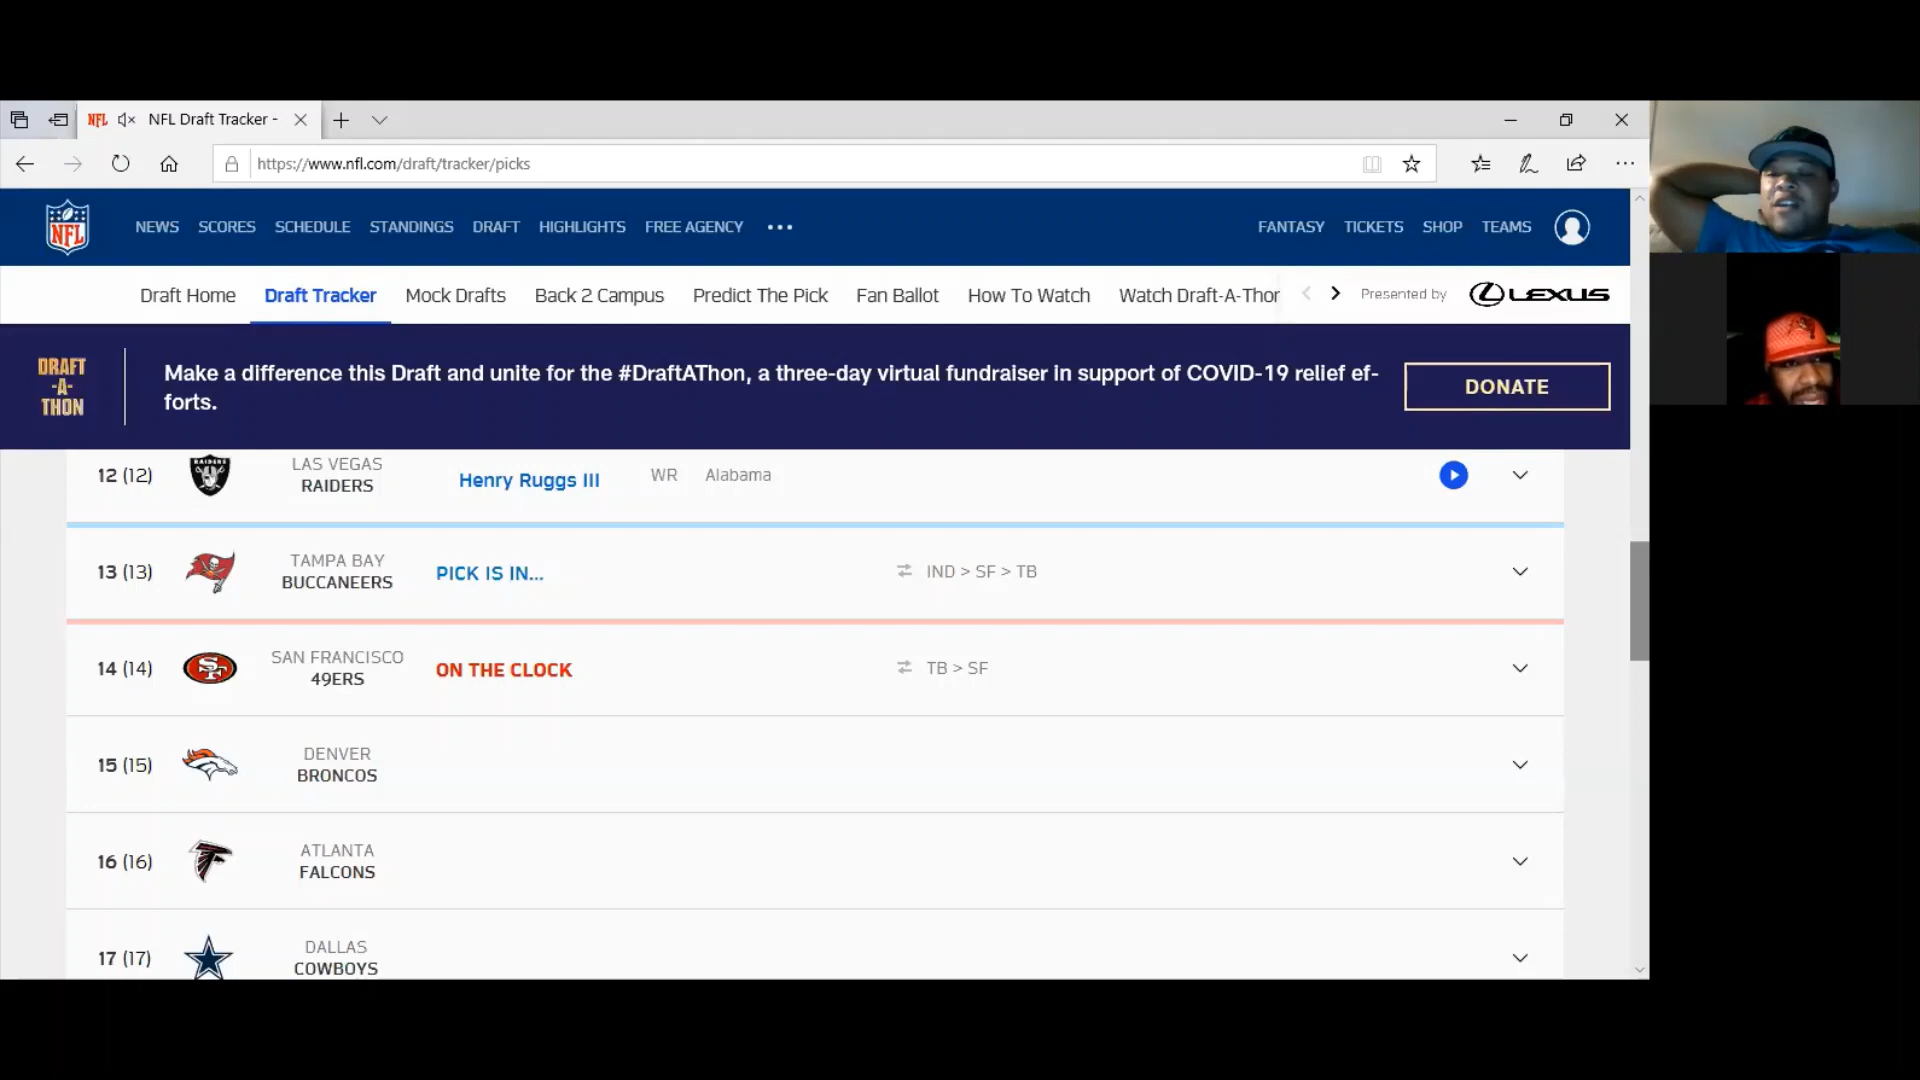 NFL Draft Tracker -
https://www.nfl.com/draft/tracker/picks
NFL NEWS SCORES SCHEDULE STANDINGS DRAFT HIGHLIGHTS FREE AGENCY ••• FANTASY TICKETS SHOP TEAMS
Draft Home Draft Tracker Mock Drafts Back 2 Campus Predict The Pick Fan Ballot How To Watch Watch Draft-A-Thor Presented by LEXUS
DRAFT
-A-
THON
Make a difference this Draft and unite for the #DraftAThon, a three-day virtual fundraiser in support of COVID-19 relief ef-
forts.
DONATE
12 (12) RAIDERS LAS VEGAS
RAIDERS
Henry Ruggs III WR Alabama
13 (13) TAMPA BAY
BUCCANEERS
PICK IS IN... IND > SF > TB
14 (14) SF SAN FRANCISCO
49ERS
ON THE CLOCK TB > SF
15 (15) DENVER
BRONCOS
16 (16) ATLANTA
FALCONS
17 (17) DALLAS
COWBOYS